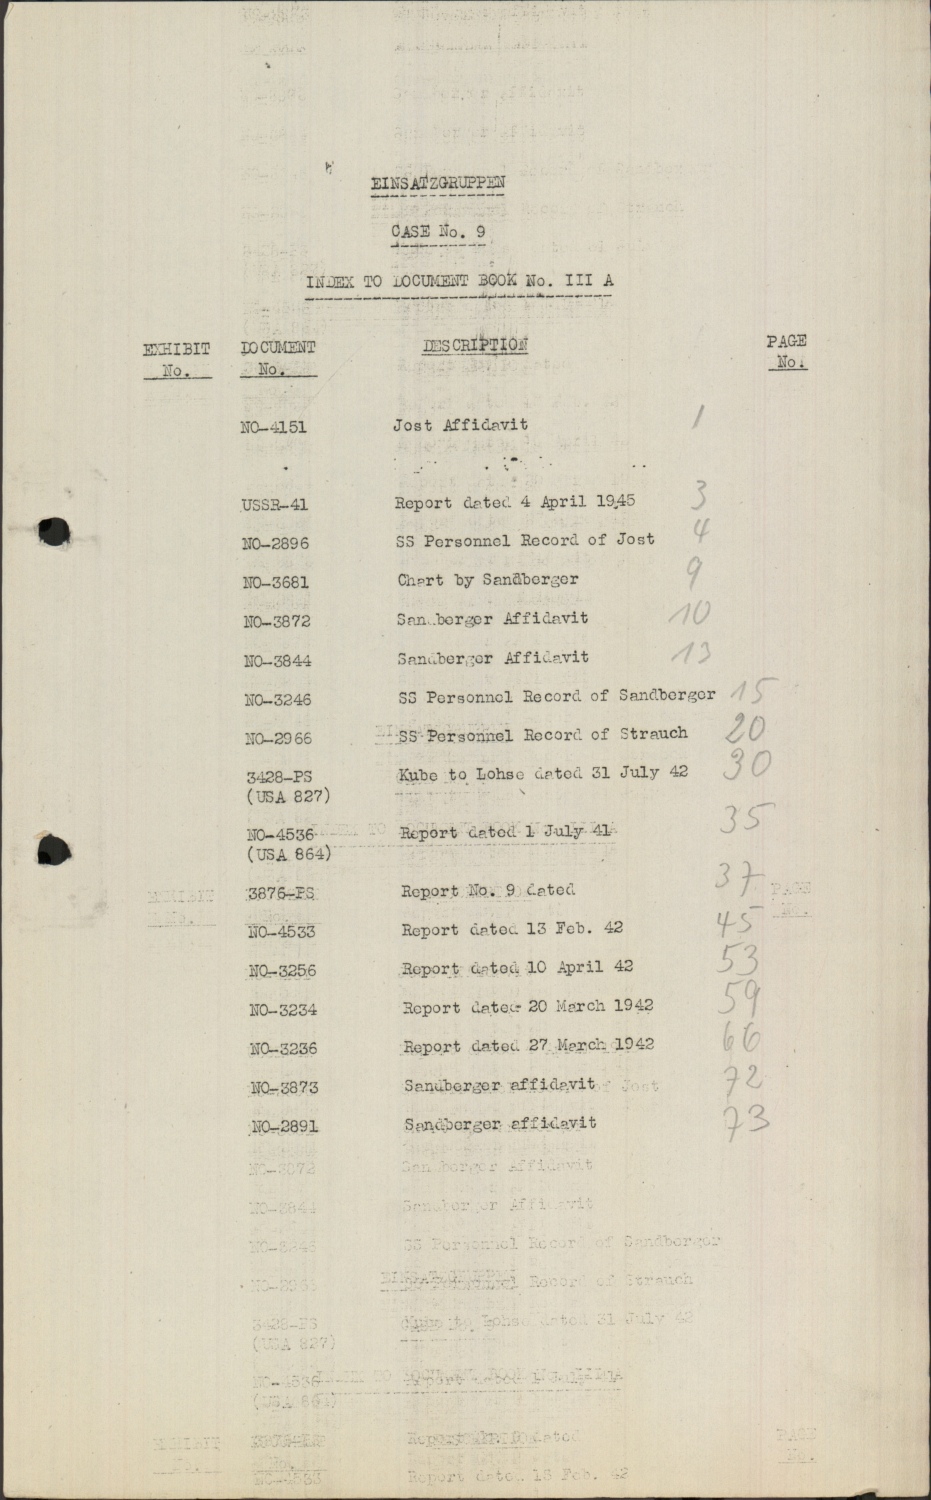 EINSATZGRUPPEN
CASE No. 9
INDEX TO DOCUMENT BOOK No. III A
EXHIBIT No. DOCUMENT No. DESCRIPTION PAGE No.
NO-4151 Jost Affidavit 1
USSR-41 Report dated 4 April 1945 3
NO-2896 SS Personnel Record of Jost 4
NO-3681 Chart by Sandberger 9
NO-3872 Sandberger Affidavit 10
NO-3844 Sandberger Affidavit 13
NO-3246 SS Personnel Record of Sandberger 15
NO-2966 SS Personnel Record of Strauch 20
3428-PS Kube to Lohse dated 31 July 42 30
(USA 827)
NO-4536 Report dated 1 July 41 35
(USA 864)
3876-PS Report No. 9 dated 37
NO-4533 Report dated 13 Feb. 42 45
NO-3256 Report dated 10 April 42 53
NO-3234 Report dated 20 March 1942 59
NO-3236 Report dated 27 March 1942 66
NO-3873 Sandberger affidavit 72
NO-2891 Sandberger affidavit 73